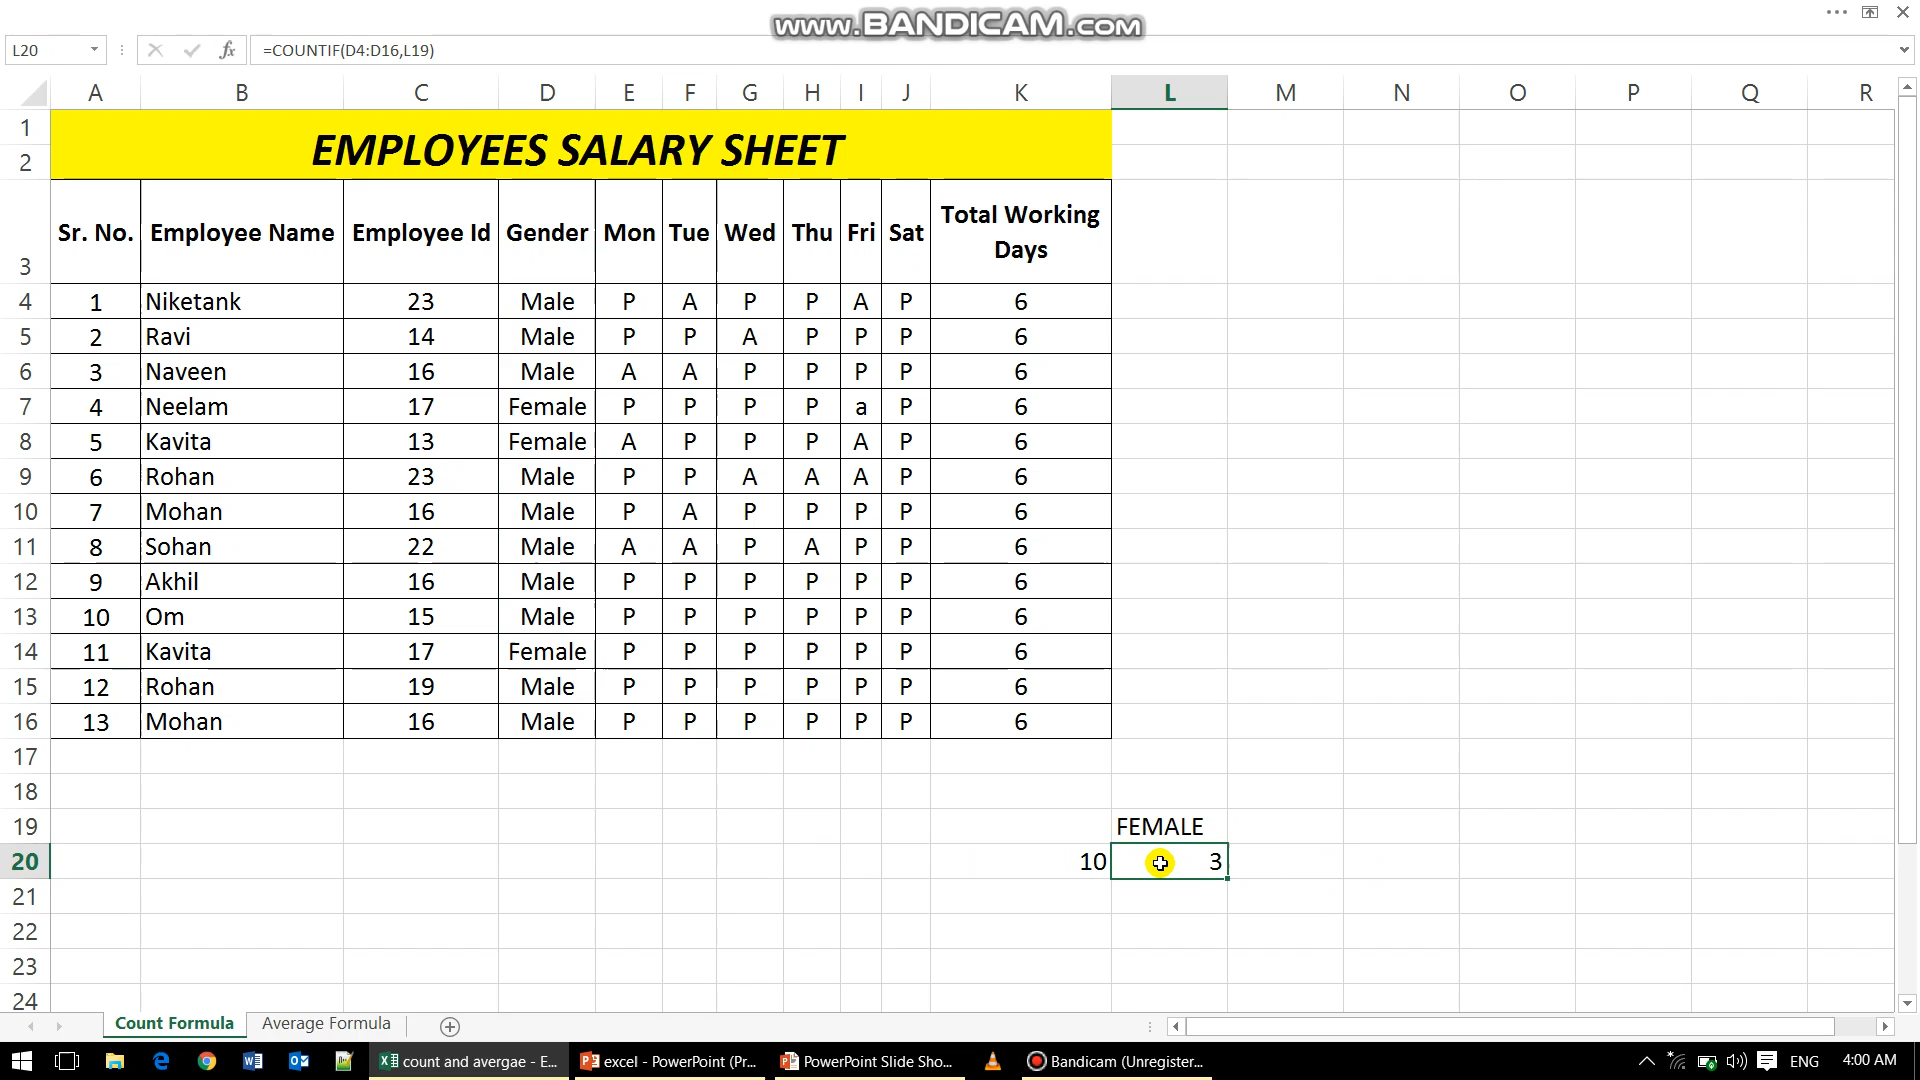 www.BANDICAM.com
L20 fx =COUNTIF(D4:D16,L19)
A B C D E F G H I J K L M N O P Q R
1
2 EMPLOYEES SALARY SHEET
3 Sr. No. Employee Name Employee Id Gender Mon Tue Wed Thu Fri Sat Total Working Days
4 1 Niketank 23 Male P A P P A P 6
5 2 Ravi 14 Male P P A P P P 6
6 3 Naveen 16 Male A A P P P P 6
7 4 Neelam 17 Female P P P P a P 6
8 5 Kavita 13 Female A P P P A P 6
9 6 Rohan 23 Male P P A A A P 6
10 7 Mohan 16 Male P A P P P P 6
11 8 Sohan 22 Male A A P A P P 6
12 9 Akhil 16 Male P P P P P P 6
13 10 Om 15 Male P P P P P P 6
14 11 Kavita 17 Female P P P P P P 6
15 12 Rohan 19 Male P P P P P P 6
16 13 Mohan 16 Male P P P P P P 6
17
18
19 FEMALE
20 10 3
21
22
23
24
Count Formula Average Formula
count and avergae - E... excel - PowerPoint (Pr... PowerPoint Slide Sho... Bandicam (Unregister... ENG 4:00 AM